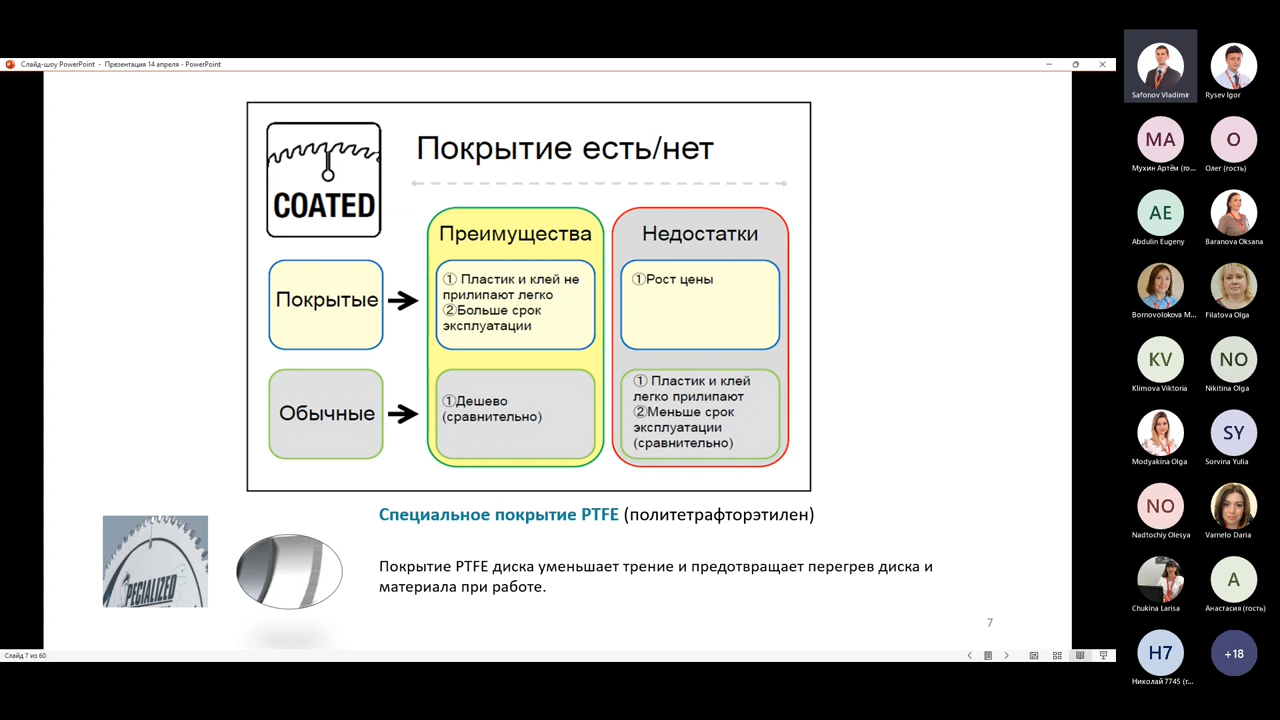 Слайд-шоу PowerPoint - Презентация 14 апреля - PowerPoint
COATED
Покрытие есть/нет
Преимущества
Недостатки
Покрытые
① Пластик и клей не
прилипают легко
②Больше срок
эксплуатации
①Рост цены
Обычные
①Дешево
(сравнительно)
① Пластик и клей
легко прилипают
②Меньше срок
эксплуатации
(сравнительно)
Специальное покрытие PTFE (политетрафторэтилен)
PECIALIZED
Покрытие PTFE диска уменьшает трение и предотвращает перегрев диска и
материала при работе.
7
Слайд 7 из 60
Safonov Vladimir
Rysev Igor
MA
Мухин Артём (го...
O
Олег (гость)
AE
Abdulin Eugeny
Baranova Oksana
Bornovolokova M...
Filatova Olga
KV
Klimova Viktoria
NO
Nikitina Olga
Modyakina Olga
SY
Sorvina Yulia
NO
Nadtochiy Olesya
Varnelo Daria
Chukina Larisa
A
Анастасия (гость)
H7
Николай 7745 (г...
+18